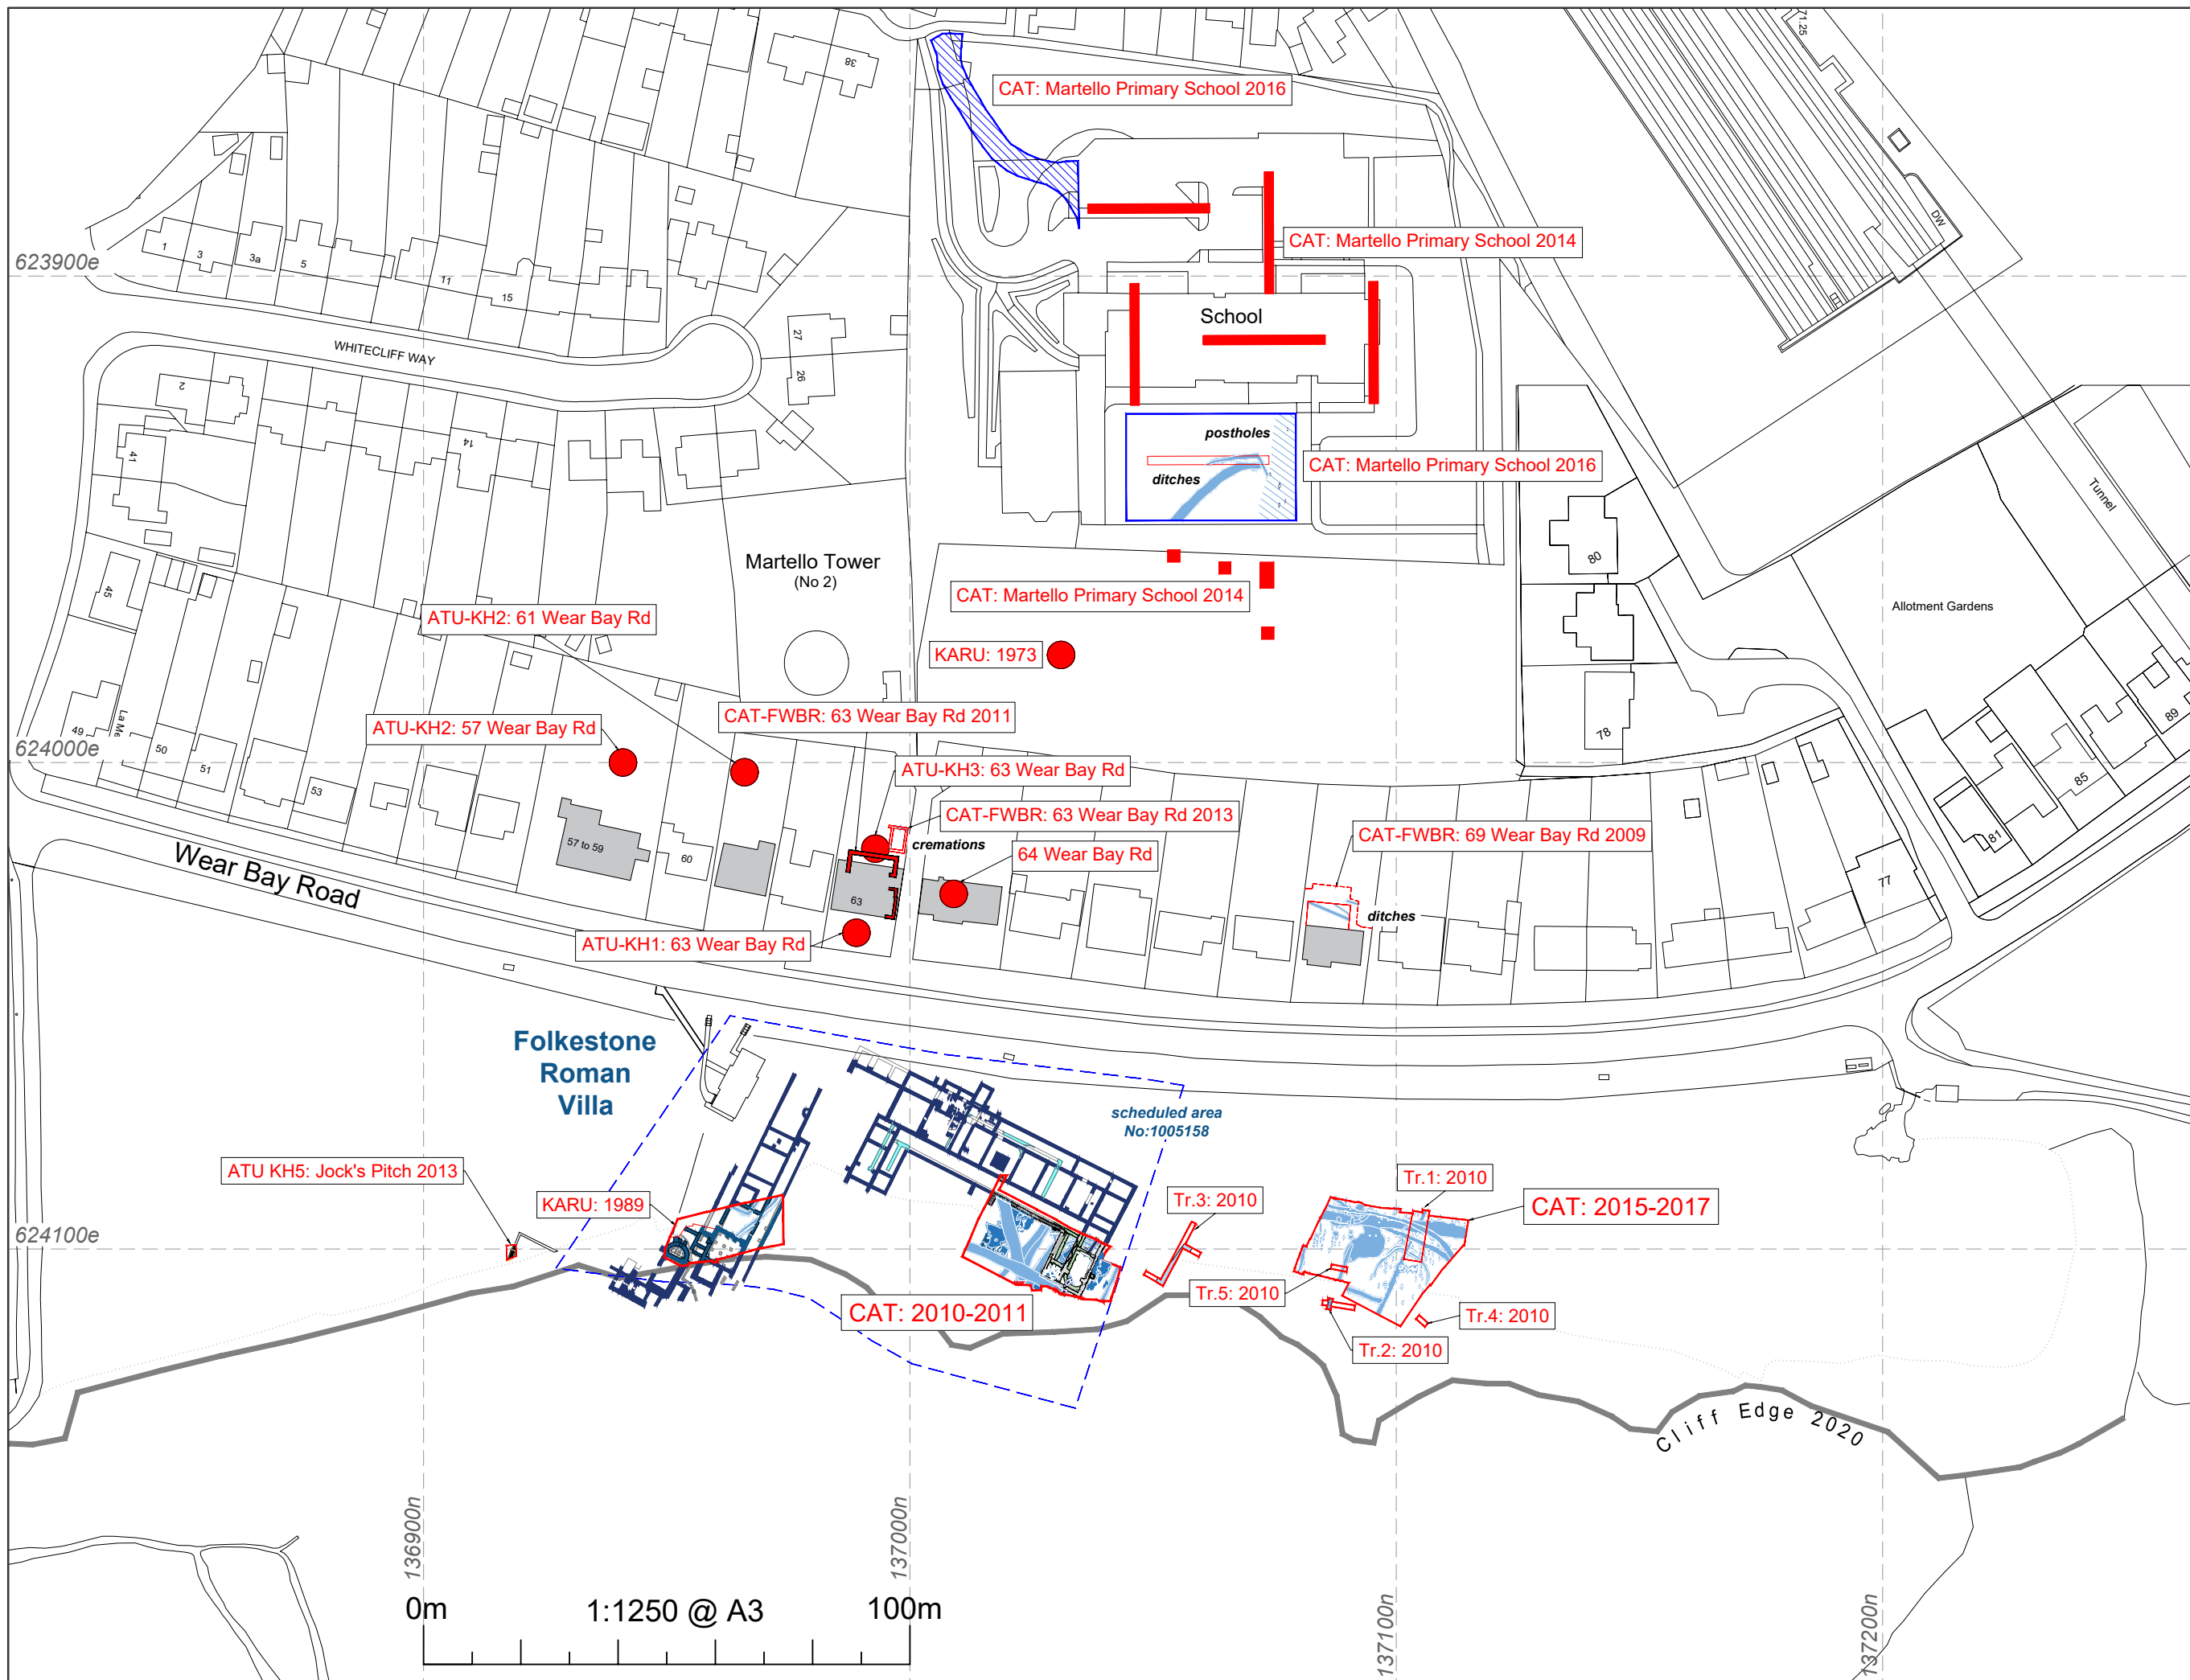 71.25
38
CAT: Martello Primary School 2016
DW
1
3
3a
5
11
15
CAT: Martello Primary School 2014
623900e
School
WHITECLIFF WAY
27
26
2
14
41
postholes
ditches
CAT: Martello Primary School 2016
Tunnel
Martello Tower
(No 2)
80
45
CAT: Martello Primary School 2014
Allotment Gardens
ATU-KH2: 61 Wear Bay Rd
KARU: 1973
La Me
49
50
51
53
ATU-KH2: 57 Wear Bay Rd
CAT-FWBR: 63 Wear Bay Rd 2011
78
89
624000e
ATU-KH3: 63 Wear Bay Rd
85
CAT-FWBR: 63 Wear Bay Rd 2013
cremations
CAT-FWBR: 69 Wear Bay Rd 2009
81
57 to 59
60
64 Wear Bay Rd
Wear Bay Road
63
77
ditches
ATU-KH1: 63 Wear Bay Rd
Folkestone
Roman
Villa
scheduled area
No:1005158
ATU KH5: Jock's Pitch 2013
KARU: 1989
Tr.3: 2010
Tr.1: 2010
CAT: 2015-2017
624100e
Tr.5: 2010
CAT: 2010-2011
Tr.4: 2010
Tr.2: 2010
Cliff Edge 2020
136900n
137000n
137100n
137200n
0m
1:1250 @ A3
100m